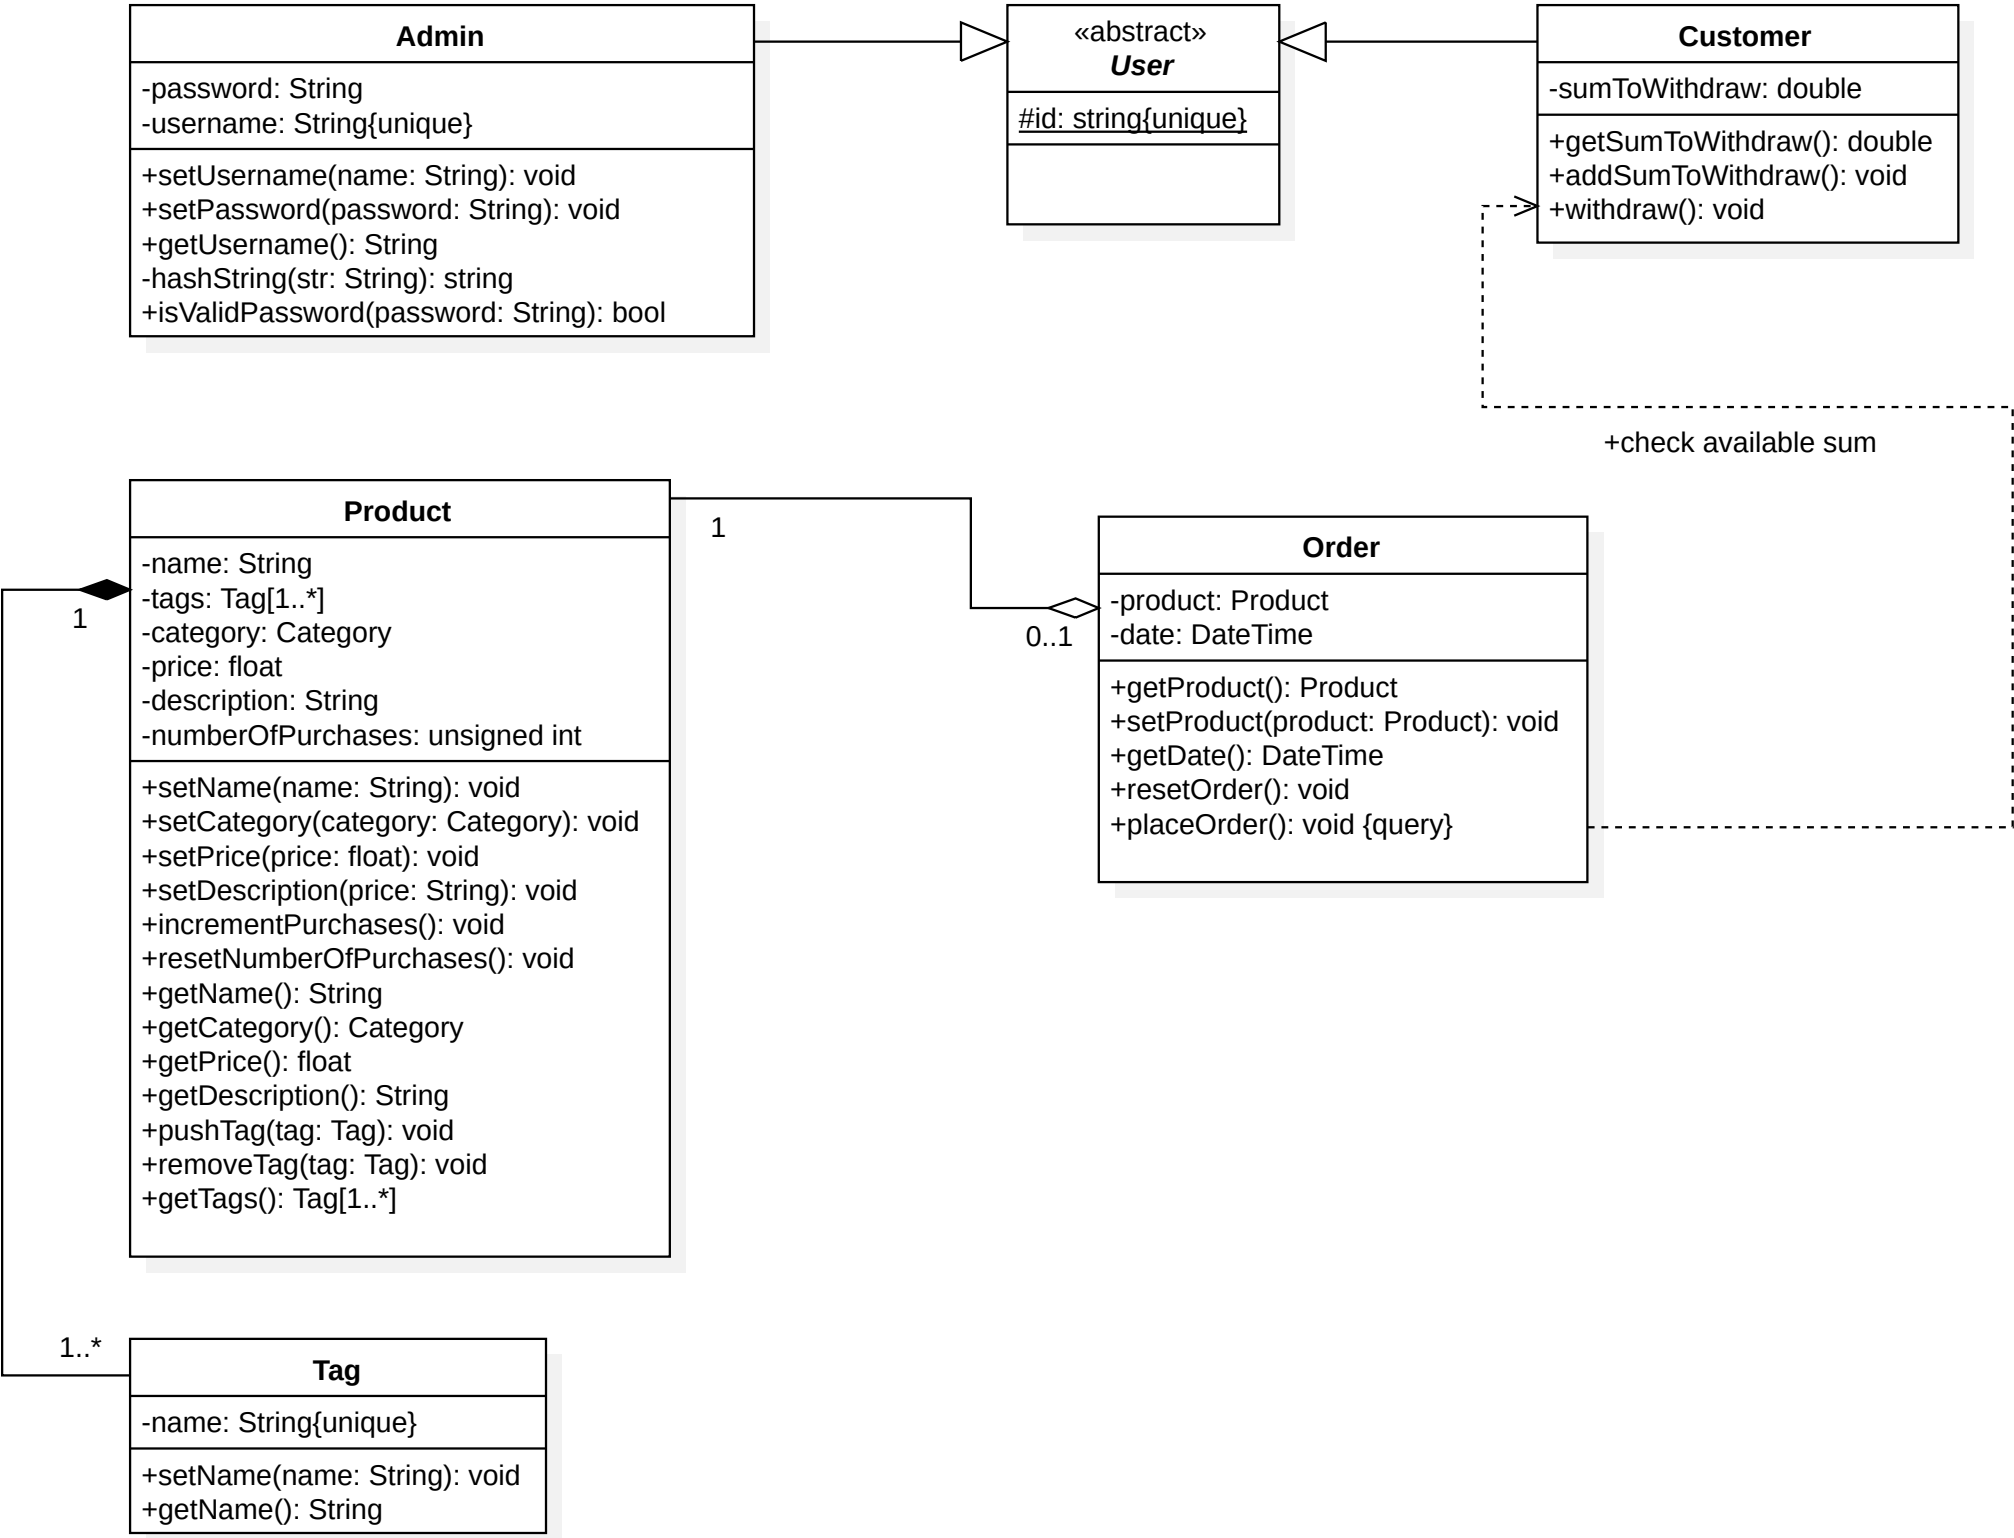 Admin
-password: String
-username: String{unique}
+setUsername(name: String): void
+setPassword(password: String): void
+getUsername(): String
-hashString(str: String): string
+isValidPassword(password: String): bool
«abstract»
User
#id: string{unique}
Customer
-sumToWithdraw: double
+getSumToWithdraw(): double
+addSumToWithdraw(): void
+withdraw(): void
+check available sum
Product
-name: String
-tags: Tag[1..*]
-category: Category
-price: float
-description: String
-numberOfPurchases: unsigned int
+setName(name: String): void
+setCategory(category: Category): void
+setPrice(price: float): void
+setDescription(price: String): void
+incrementPurchases(): void
+resetNumberOfPurchases(): void
+getName(): String
+getCategory(): Category
+getPrice(): float
+getDescription(): String
+pushTag(tag: Tag): void
+removeTag(tag: Tag): void
+getTags(): Tag[1..*]
1
1
0..1
Order
-product: Product
-date: DateTime
+getProduct(): Product
+setProduct(product: Product): void
+getDate(): DateTime
+resetOrder(): void
+placeOrder(): void {query}
1..*
Tag
-name: String{unique}
+setName(name: String): void
+getName(): String